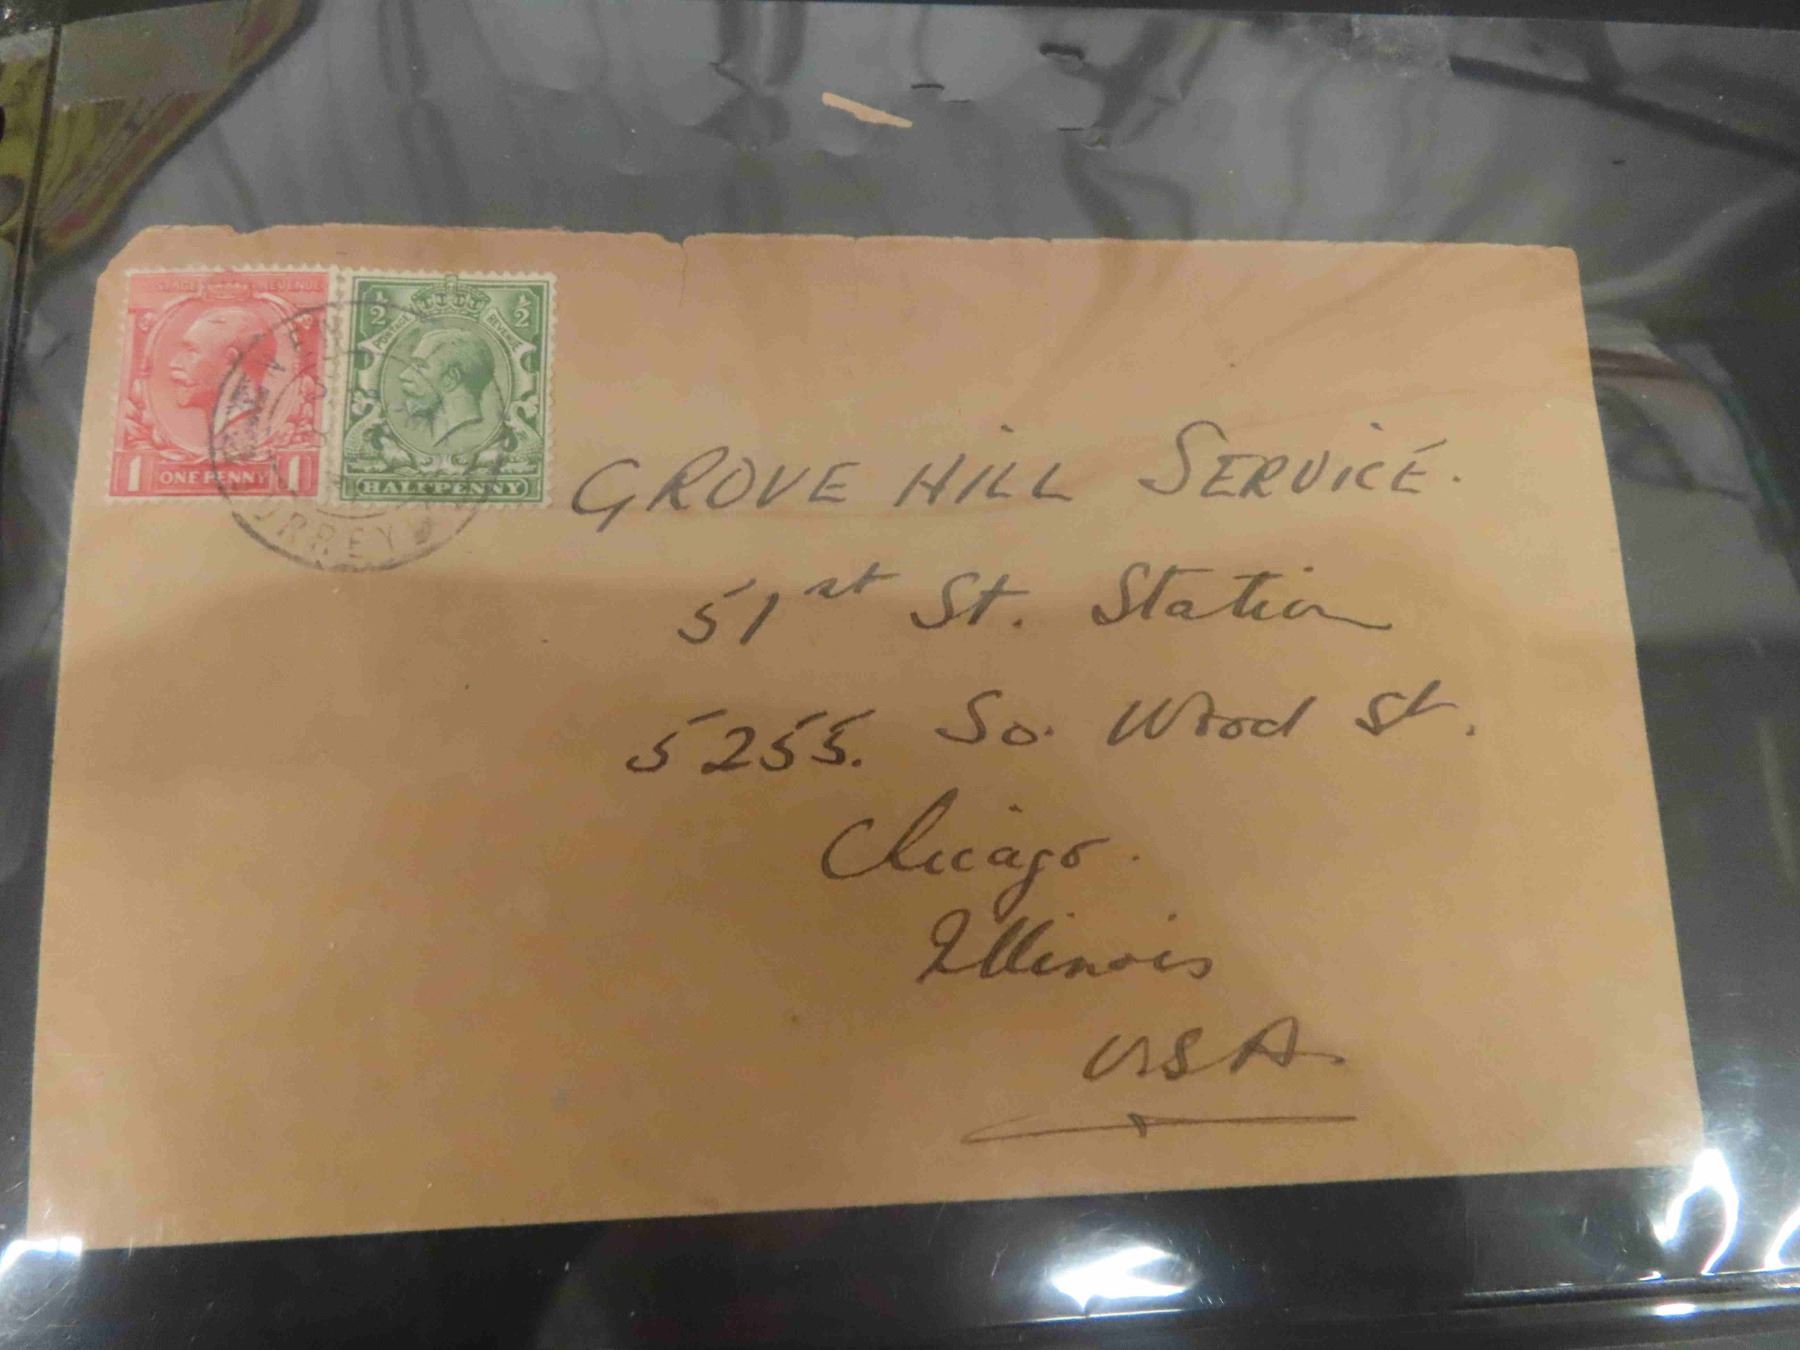 POSTAGE REVENUE
1 ONE PENNY 1
1/2 1/2
POSTAGE REVENUE
HALFPENNY
SURREY
GROVE HILL SERVICE.
51st St. Station
5255. So. Wood St.
Chicago.
Illinois
USA.